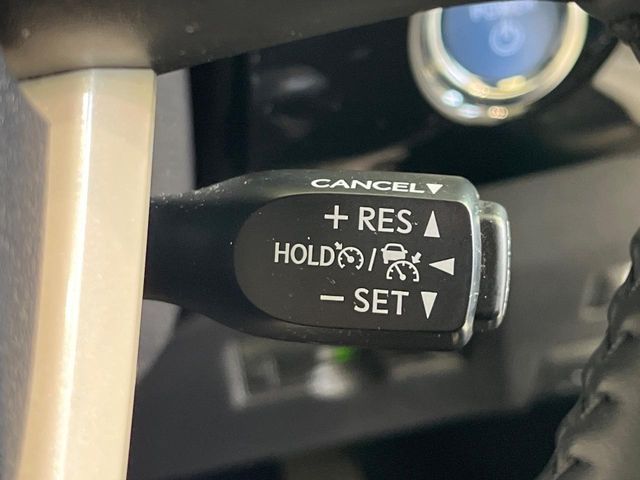 CANCEL▼
+ RES ▲
HOLD / ◀
− SET ▼